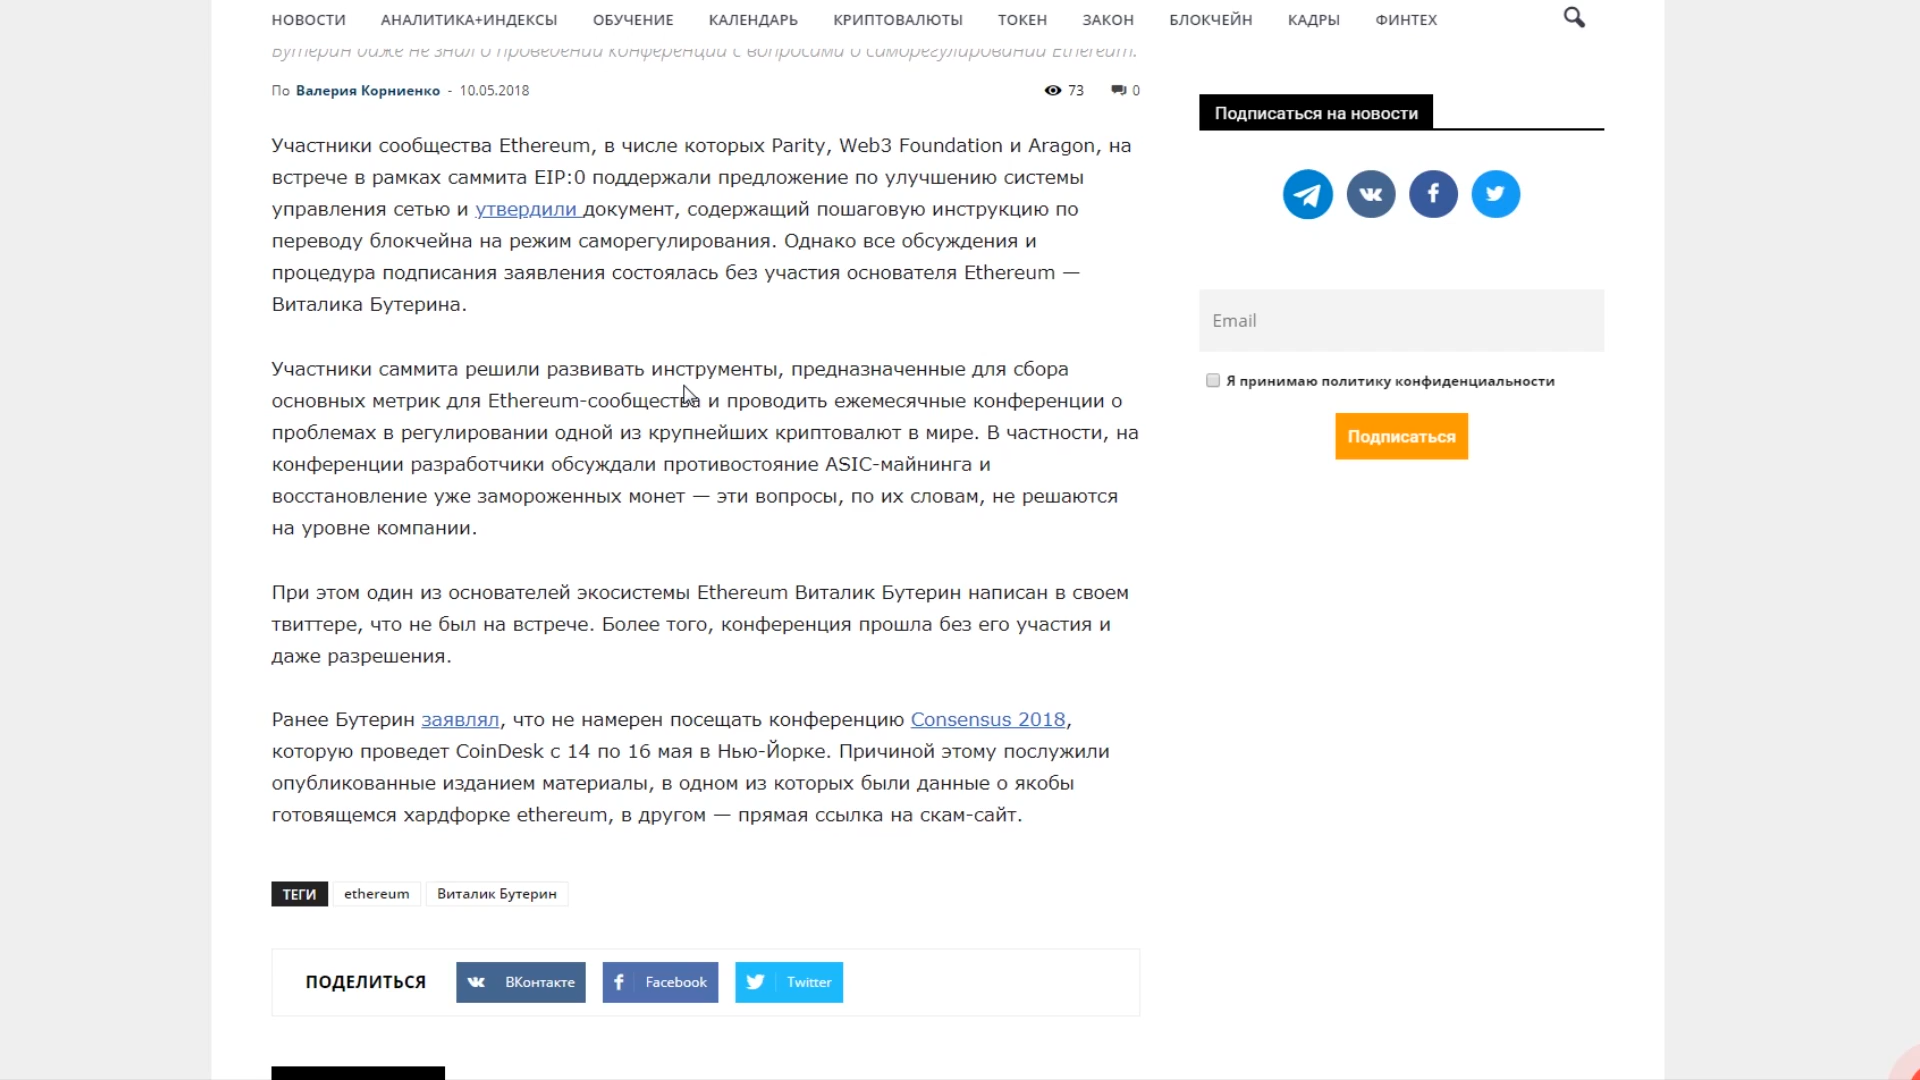 НОВОСТИ АНАЛИТИКА+ИНДЕКСЫ ОБУЧЕНИЕ КАЛЕНДАРЬ КРИПТОВАЛЮТЫ ТОКЕН ЗАКОН БЛОКЧЕЙН КАДРЫ ФИНТЕХ
Бутерин даже не знал о проведении конференции с вопросами о саморегулировании Ethereum.
По Валерия Корниенко - 10.05.2018 73 0
Участники сообщества Ethereum, в числе которых Parity, Web3 Foundation и Aragon, на
встрече в рамках саммита EIP:0 поддержали предложение по улучшению системы
управления сетью и утвердили документ, содержащий пошаговую инструкцию по
переводу блокчейна на режим саморегулирования. Однако все обсуждения и
процедура подписания заявления состоялась без участия основателя Ethereum —
Виталика Бутерина.
Участники саммита решили развивать инструменты, предназначенные для сбора
основных метрик для Ethereum-сообщества и проводить ежемесячные конференции о
проблемах в регулировании одной из крупнейших криптовалют в мире. В частности, на
конференции разработчики обсуждали противостояние ASIC-майнинга и
восстановление уже замороженных монет — эти вопросы, по их словам, не решаются
на уровне компании.
При этом один из основателей экосистемы Ethereum Виталик Бутерин написан в своем
твиттере, что не был на встрече. Более того, конференция прошла без его участия и
даже разрешения.
Ранее Бутерин заявлял, что не намерен посещать конференцию Consensus 2018,
которую проведет CoinDesk с 14 по 16 мая в Нью-Йорке. Причиной этому послужили
опубликованные изданием материалы, в одном из которых были данные о якобы
готовящемся хардфорке ethereum, в другом — прямая ссылка на скам-сайт.
ТЕГИ ethereum Виталик Бутерин
ПОДЕЛИТЬСЯ ВКонтакте Facebook Twitter
Подписаться на новости
Email
Я принимаю политику конфиденциальности
Подписаться